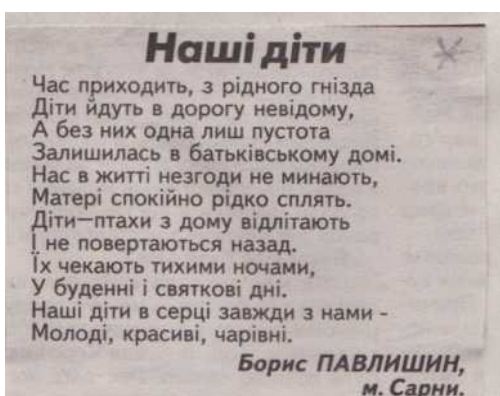 Наші діти
Час приходить, з рідного гнізда
Діти йдуть в дорогу невідому,
А без них одна лиш пустота
Залишилась в батьківському домі.
Нас в житті незгоди не минають,
Матері спокійно рідко сплять.
Діти—птахи з дому відлітають
І не повертаються назад.
Їх чекають тихими ночами,
У буденні і святкові дні.
Наші діти в серці завжди з нами -
Молоді, красиві, чарівні.
Борис ПАВЛИШИН,
м. Сарни.